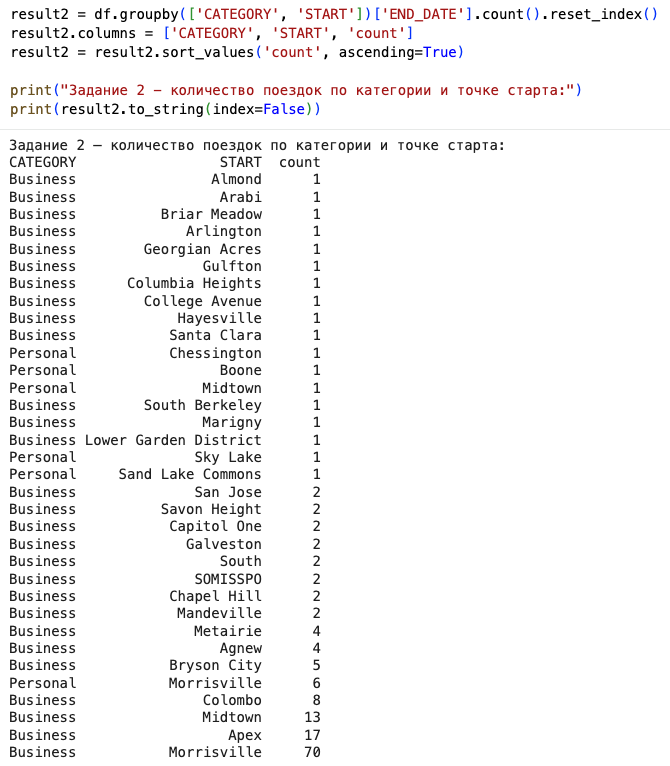 result2 = df.groupby(['CATEGORY', 'START'])['END_DATE'].count().reset_index()
result2.columns = ['CATEGORY', 'START', 'count']
result2 = result2.sort_values('count', ascending=True)
print("Задание 2 — количество поездок по категории и точке старта:")
print(result2.to_string(index=False))
Задание 2 — количество поездок по категории и точке старта:
CATEGORY START count
Business Almond 1
Business Arabi 1
Business Briar Meadow 1
Business Arlington 1
Business Georgian Acres 1
Business Gulfton 1
Business Columbia Heights 1
Business College Avenue 1
Business Hayesville 1
Business Santa Clara 1
Personal Chessington 1
Personal Boone 1
Personal Midtown 1
Business South Berkeley 1
Business Marigny 1
Business Lower Garden District 1
Personal Sky Lake 1
Personal Sand Lake Commons 1
Business San Jose 2
Business Savon Height 2
Business Capitol One 2
Business Galveston 2
Business South 2
Business SOMISSPO 2
Business Chapel Hill 2
Business Mandeville 2
Business Metairie 4
Business Agnew 4
Business Bryson City 5
Personal Morrisville 6
Business Colombo 8
Business Midtown 13
Business Apex 17
Business Morrisville 70